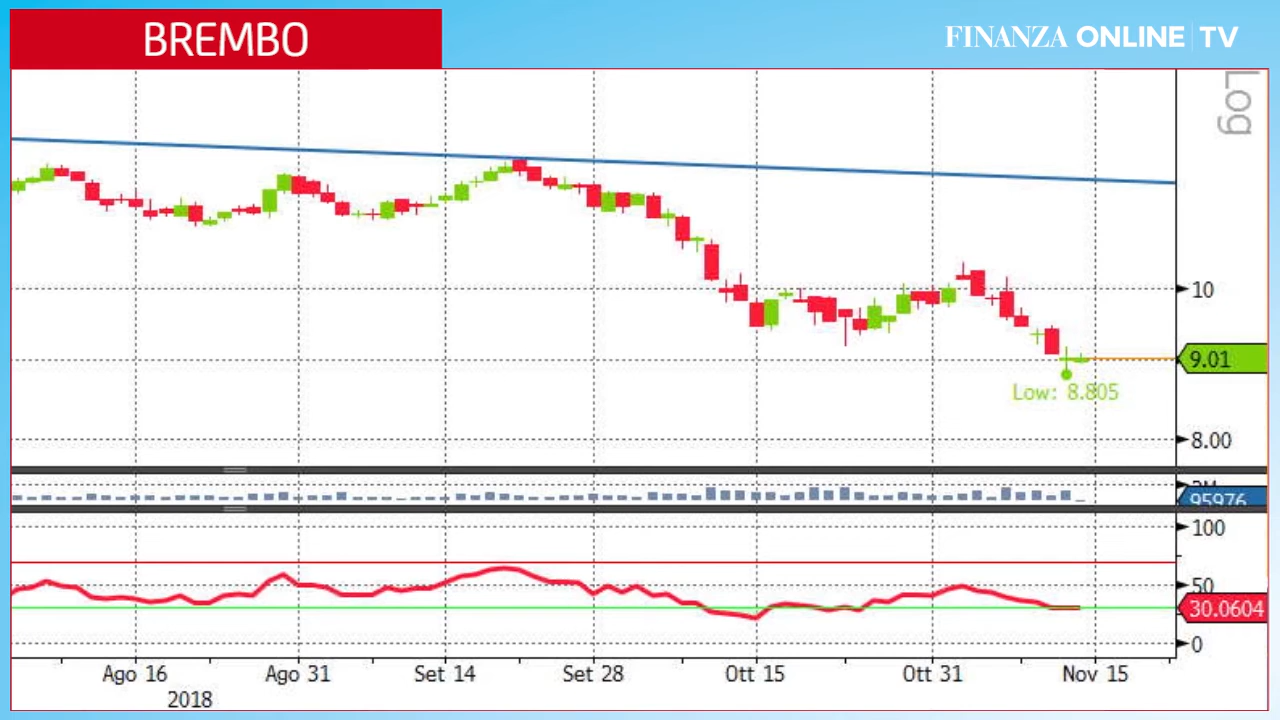 BREMBO
FINANZA ONLINE TV
Log
10
9.01
Low: 8.805
8.00
95976
100
50
30.0604
0
Ago 16
Ago 31
Set 14
Set 28
Ott 15
Ott 31
Nov 15
2018